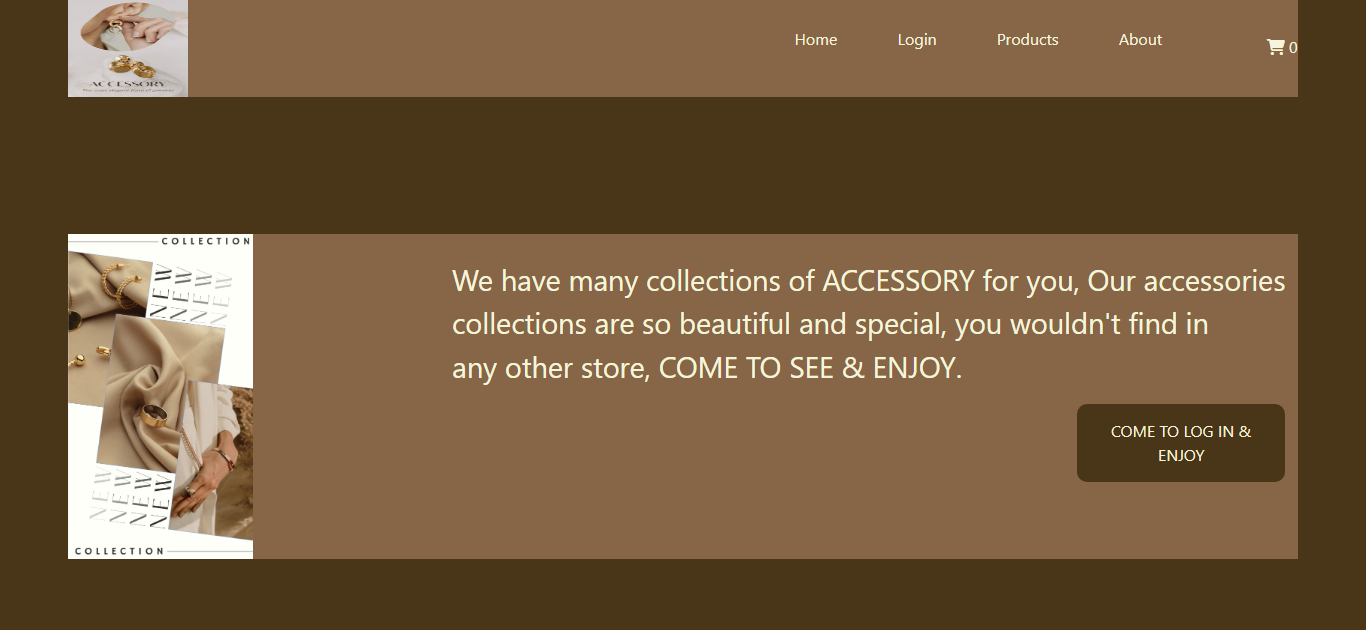 ACCESSORY
Home Login Products About 0
COLLECTION
NEW NEW NEW NEW
We have many collections of ACCESSORY for you, Our accessories
collections are so beautiful and special, you wouldn't find in
any other store, COME TO SEE & ENJOY.
COME TO LOG IN &
ENJOY
NEW NEW NEW NEW
COLLECTION